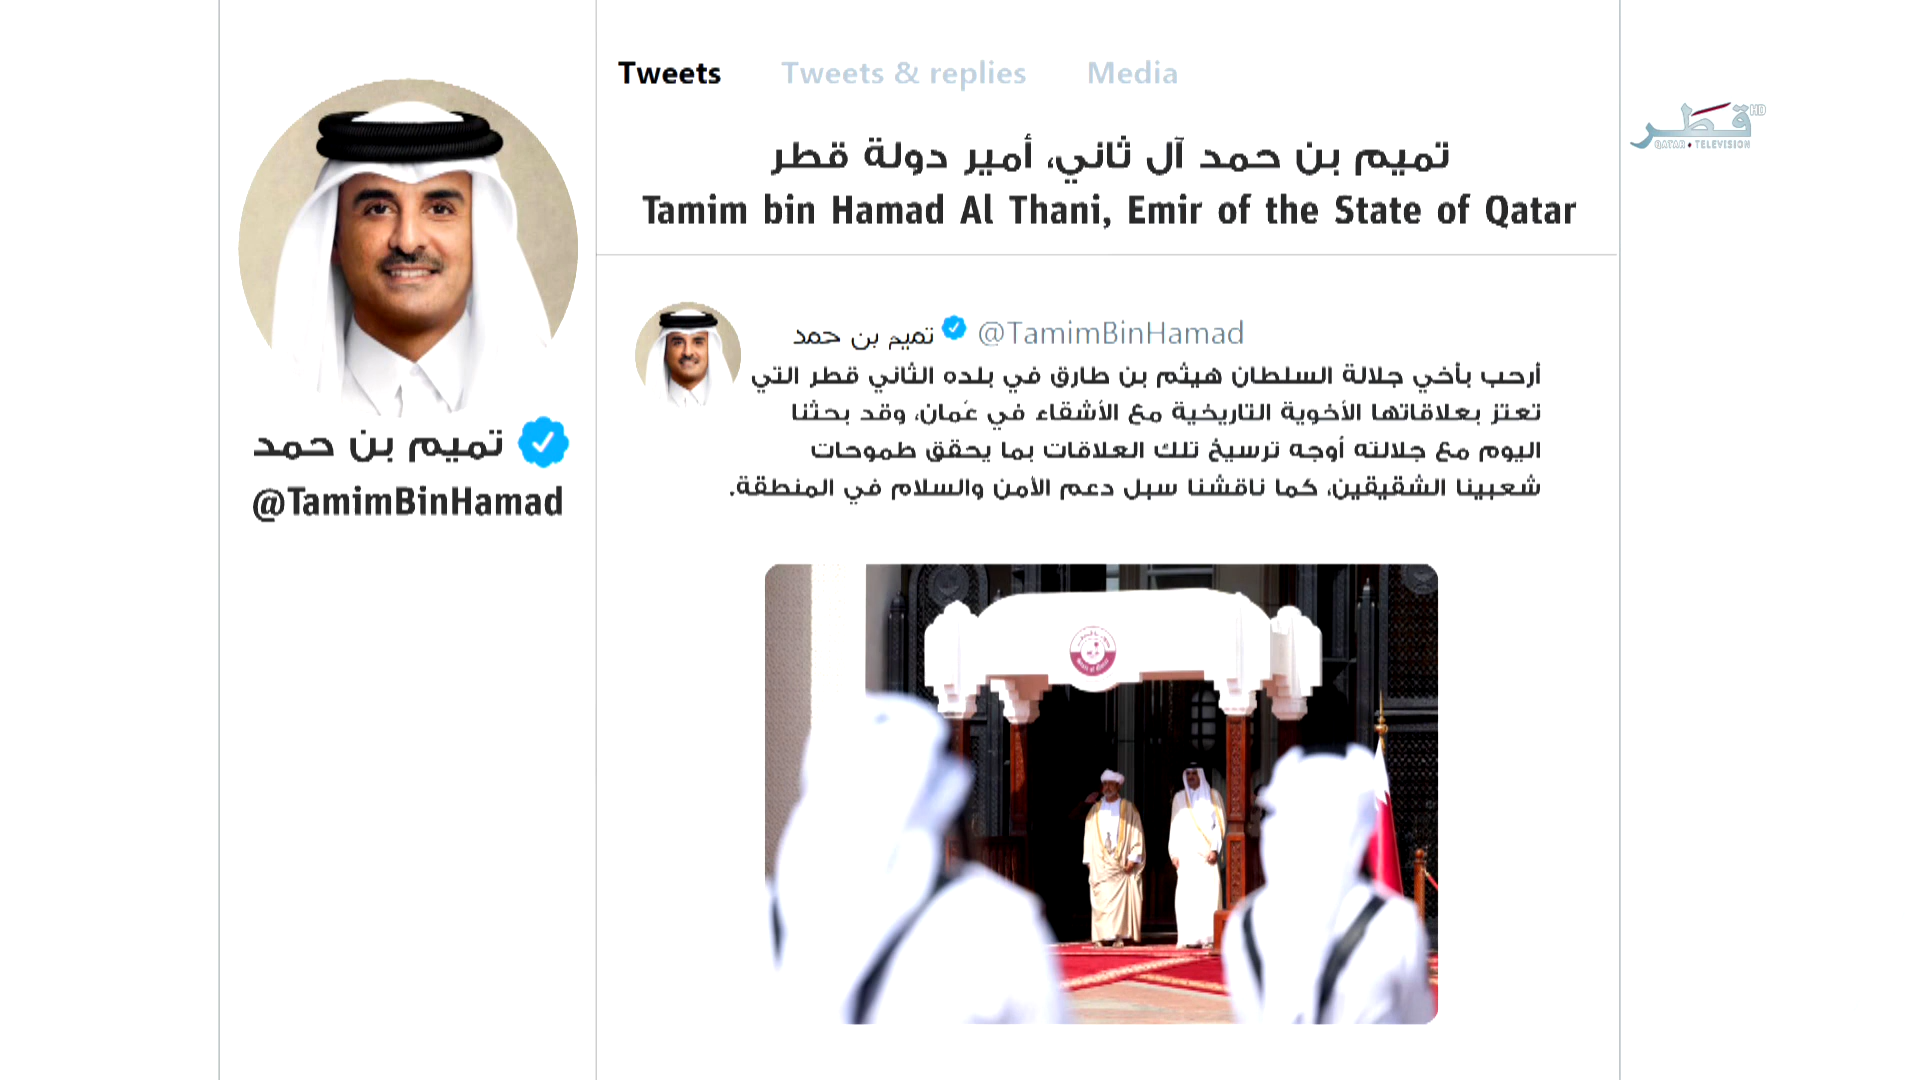 Tweets Tweets & replies Media
قطر HD
QATAR • TELEVISION
تميم بن حمد آل ثاني، أمير دولة قطر
Tamim bin Hamad Al Thani, Emir of the State of Qatar
تميم بن حمد
@TamimBinHamad
تميم بن حمد @TamimBinHamad
أرحب بأخي جلالة السلطان هيثم بن طارق في بلده الثاني قطر التي
تعتز بعلاقاتها الأخوية التاريخية مع الأشقاء في عُمان، وقد بحثنا
اليوم مع جلالته أوجه ترسيخ تلك العلاقات بما يحقق طموحات
شعبينا الشقيقين، كما ناقشنا سبل دعم الأمن والسلام في المنطقة.